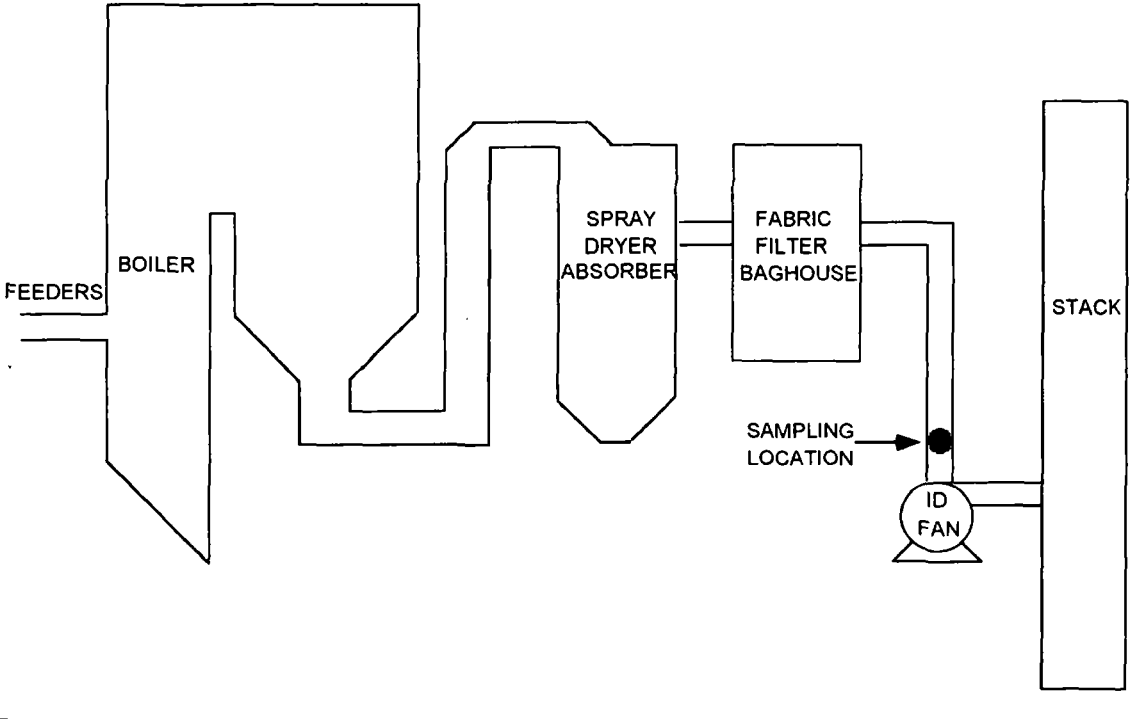 FEEDERS
BOILER
SPRAY
DRYER
ABSORBER
FABRIC
FILTER
BAGHOUSE
SAMPLING
LOCATION
ID
FAN
STACK